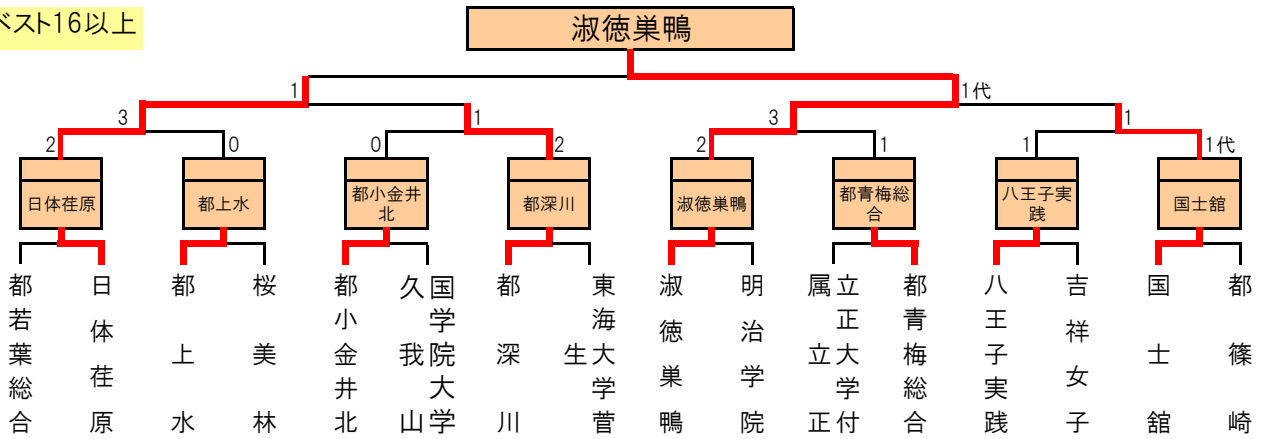 ベスト16以上
淑徳巣鴨
1
1代
3
1
3
1
2
0
0
2
2
1
1
1代
日体荏原
都上水
都小金井
北
都深川
淑徳巣鴨
都青梅総
合
八王子実
践
国士舘
都若葉総合
日体荏原
都上水
桜美林
都小金井北
国学院大学
久我山
都深川
東海大学菅
生
淑徳巣鴨
明治学院
立正大学付
属立正
都青梅総合
八王子実践
吉祥女子
国士舘
都篠崎